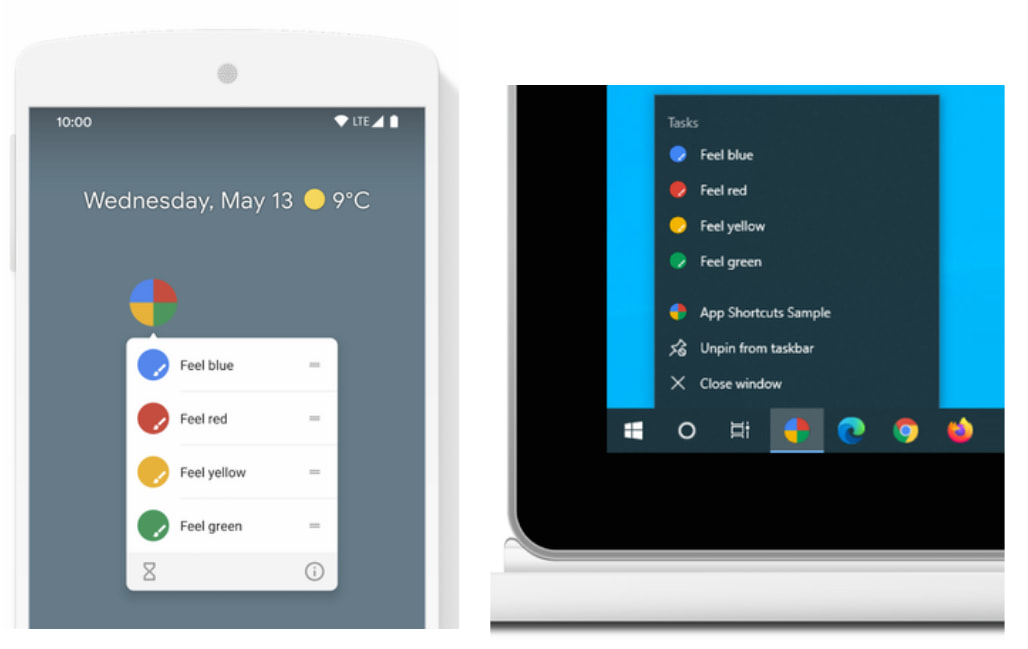 10:00 LTE
Wednesday, May 13 9°C
Feel blue
Feel red
Feel yellow
Feel green
Tasks
Feel blue
Feel red
Feel yellow
Feel green
App Shortcuts Sample
Unpin from taskbar
Close window